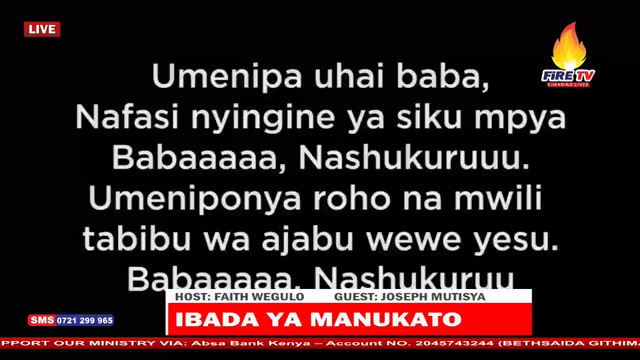 LIVE
FIRE TV
CHANGING LIVES
Umenipa uhai baba,
Nafasi nyingine ya siku mpya
Babaaaaa, Nashukuruuu.
Umeniponya roho na mwili
tabibu wa ajabu wewe yesu.
Babaaaaa, Nashukuruu
HOST: FAITH WEGULO GUEST: JOSEPH MUTISYA
SMS 0721 299 965
IBADA YA MANUKATO
PPORT OUR MINISTRY VIA: Absa Bank Kenya – Account NO. 2045743244 (BETHSAIDA GITHIM